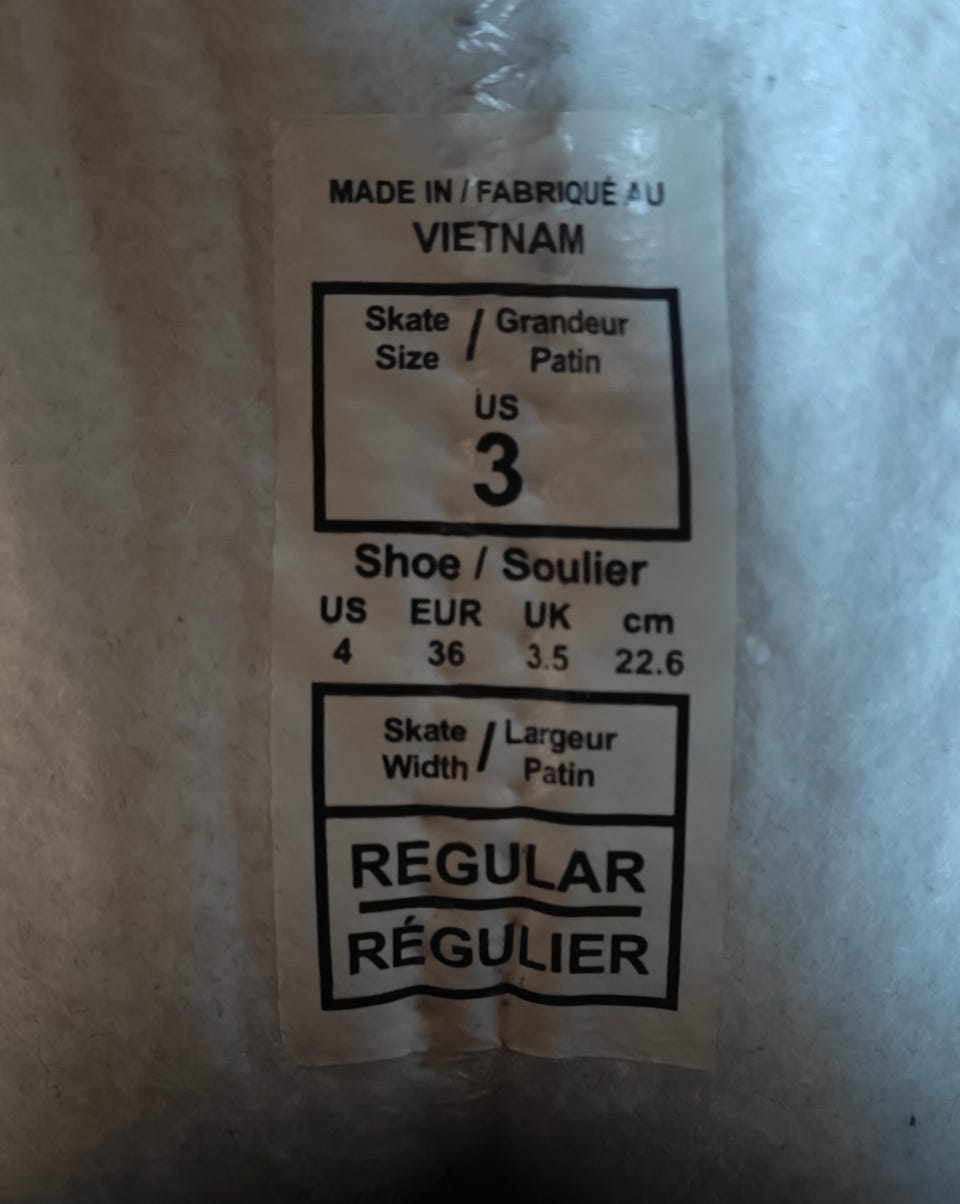 MADE IN / FABRIQUÉ AU
VIETNAM
Skate / Grandeur
Size Patin
US
3
Shoe / Soulier
US EUR UK cm
4 36 3.5 22.6
Skate / Largeur
Width Patin
REGULAR
RÉGULIER